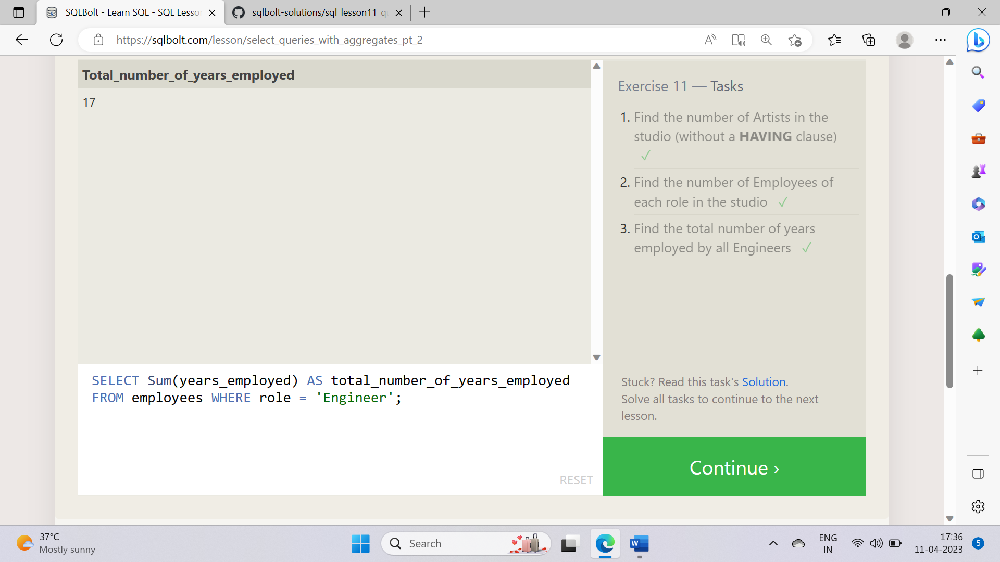 SQLBolt - Learn SQL - SQL Lesso
sqlbolt-solutions/sql_lesson11_q
https://sqlbolt.com/lesson/select_queries_with_aggregates_pt_2
Total_number_of_years_employed
17
Exercise 11 — Tasks
1. Find the number of Artists in the
studio (without a HAVING clause)
✓
2. Find the number of Employees of
each role in the studio ✓
3. Find the total number of years
employed by all Engineers ✓
SELECT Sum(years_employed) AS total_number_of_years_employed
FROM employees WHERE role = 'Engineer';
RESET
Stuck? Read this task's Solution.
Solve all tasks to continue to the next
lesson.
Continue ›
37°C
Mostly sunny
Search
ENG
IN
17:36
11-04-2023
5